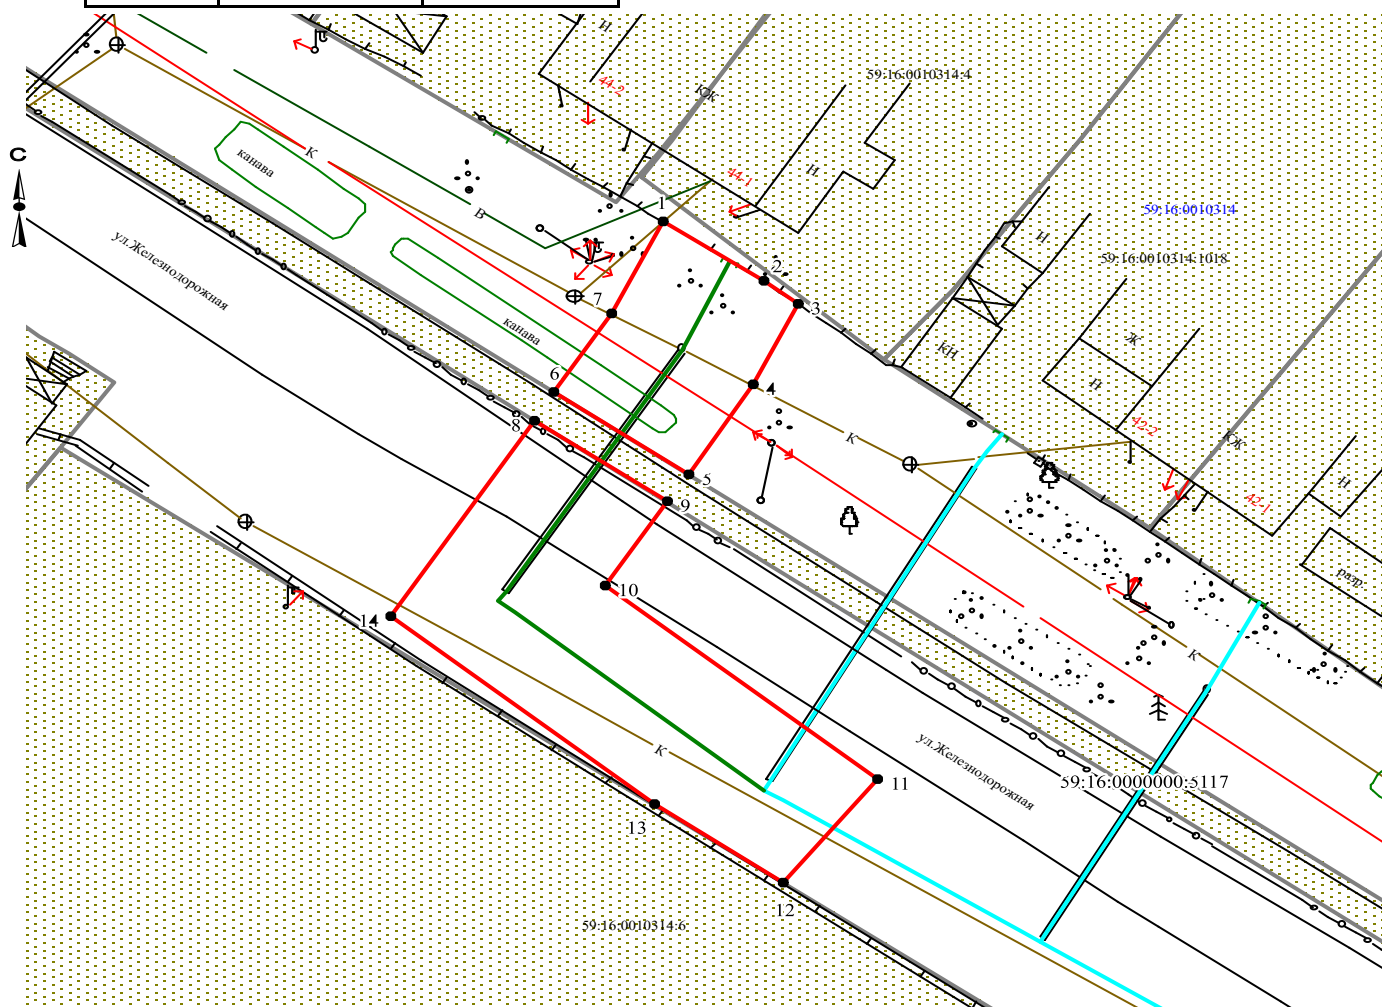 Н
44-2
КЖ
59:16:0010314:4
С
К
канава
44-1
Н
1
В
59:16:0010314
Н
59:16:0010314:1018
ул.Железнодорожная
2
7
3
канава
Ж
КН
Н
6
4
8
К
42-2
КЖ
5
Н
42-1
9
разр.
10
14
К
К
ул.Железнодорожная
11
59:16:0000000:5117
13
12
59:16:0010314:6